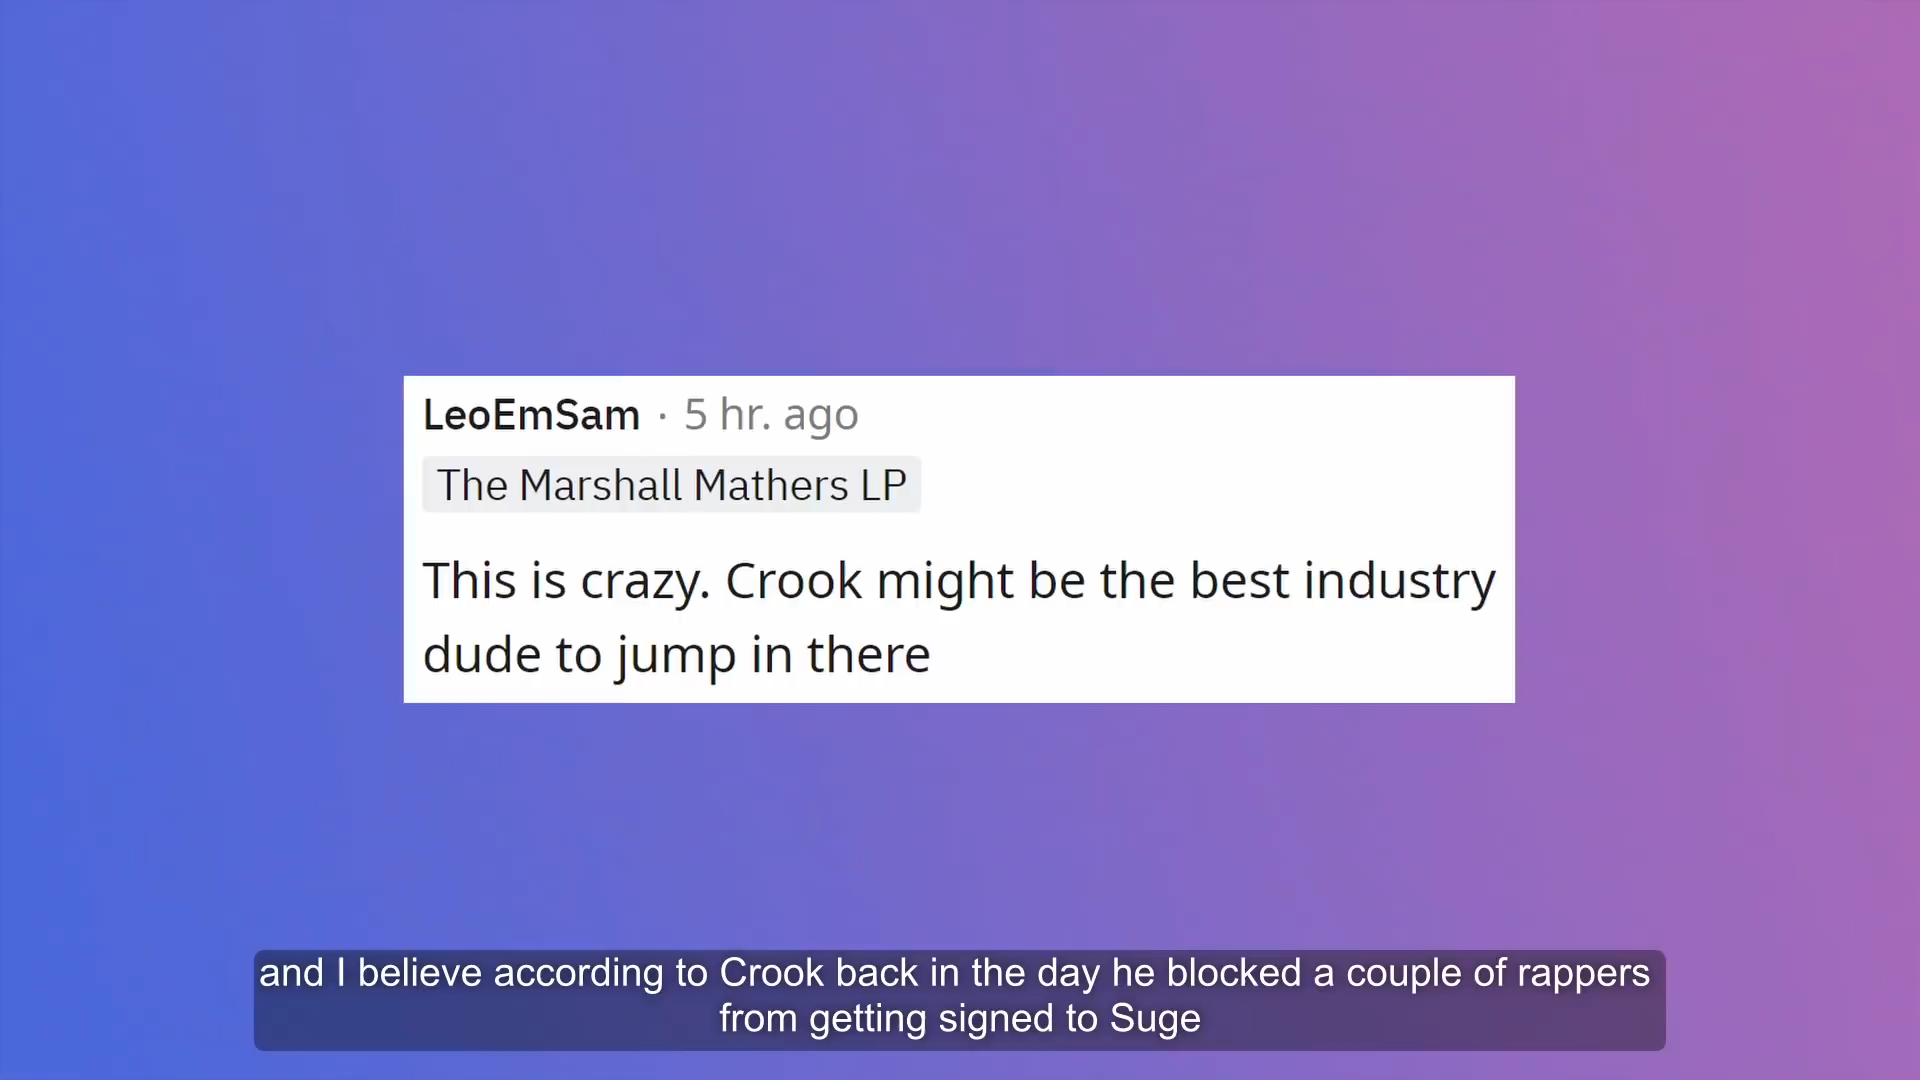 LeoEmSam · 5 hr. ago
The Marshall Mathers LP
This is crazy. Crook might be the best industry
dude to jump in there
and I believe according to Crook back in the day he blocked a couple of rappers
from getting signed to Suge